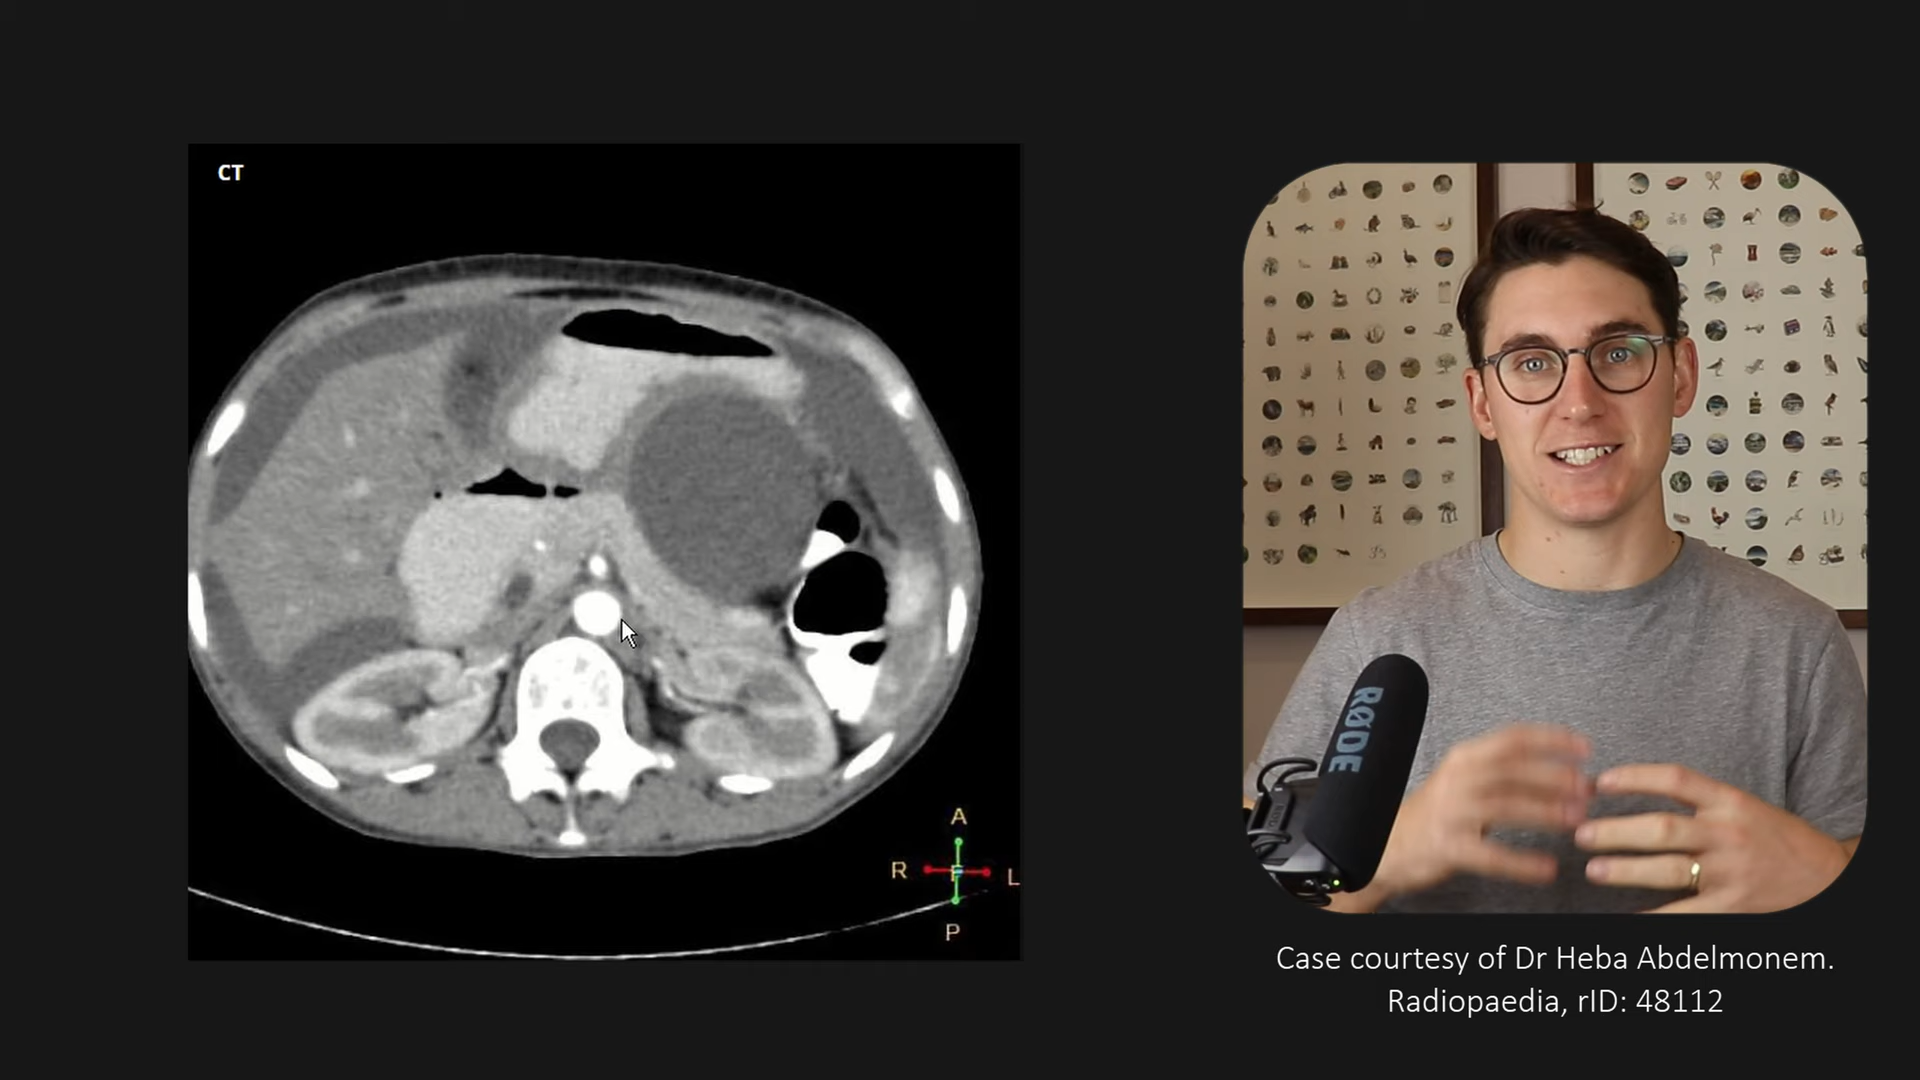 CT
A
R
F
L
P
RØDE
Case courtesy of Dr Heba Abdelmonem.
Radiopaedia, rID: 48112